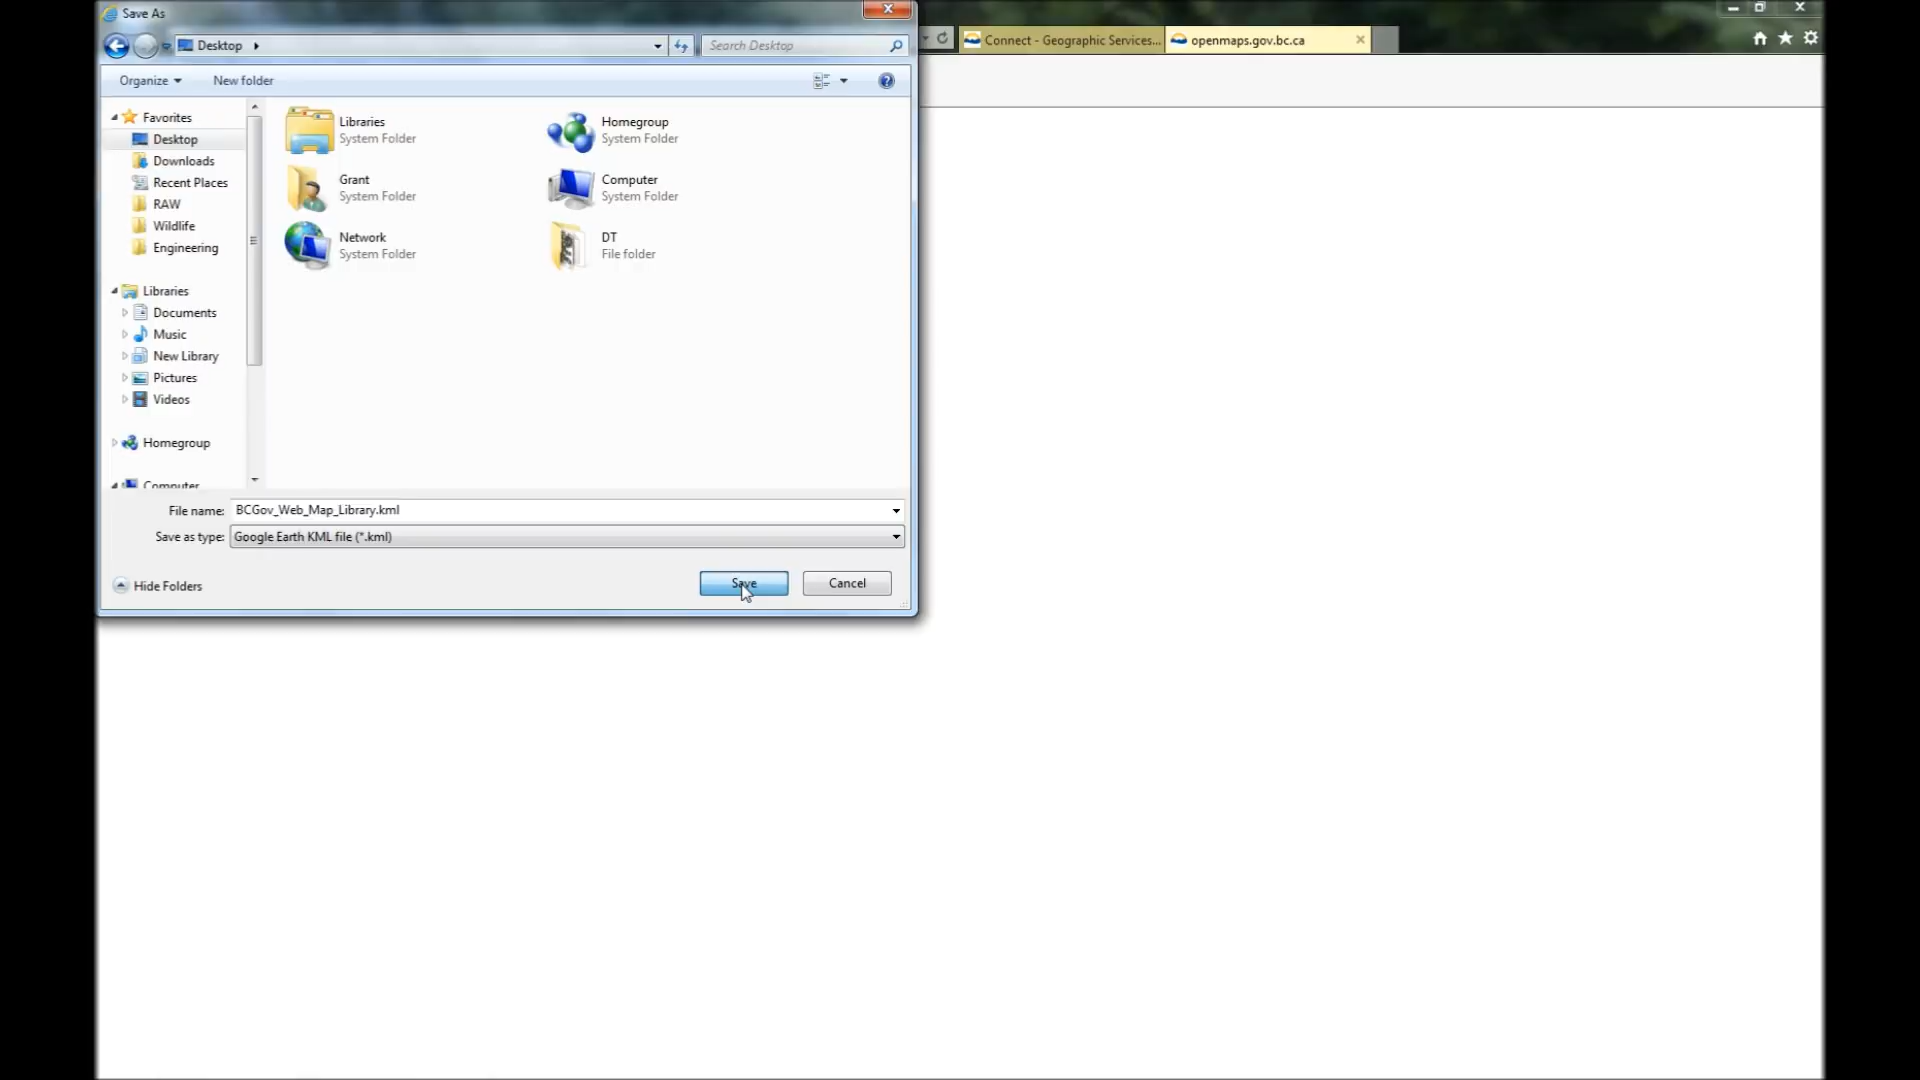 Save As
Desktop
Search Desktop
Connect - Geographic Services...
openmaps.gov.bc.ca
Organize
New folder
Favorites
Desktop
Downloads
Recent Places
RAW
Wildlife
Engineering
Libraries
Documents
Music
New Library
Pictures
Videos
Homegroup
Computer
Libraries
System Folder
Homegroup
System Folder
Grant
System Folder
Computer
System Folder
Network
System Folder
DT
File folder
File name: BCGov_Web_Map_Library.kml
Save as type: Google Earth KML file (*.kml)
Hide Folders
Save
Cancel